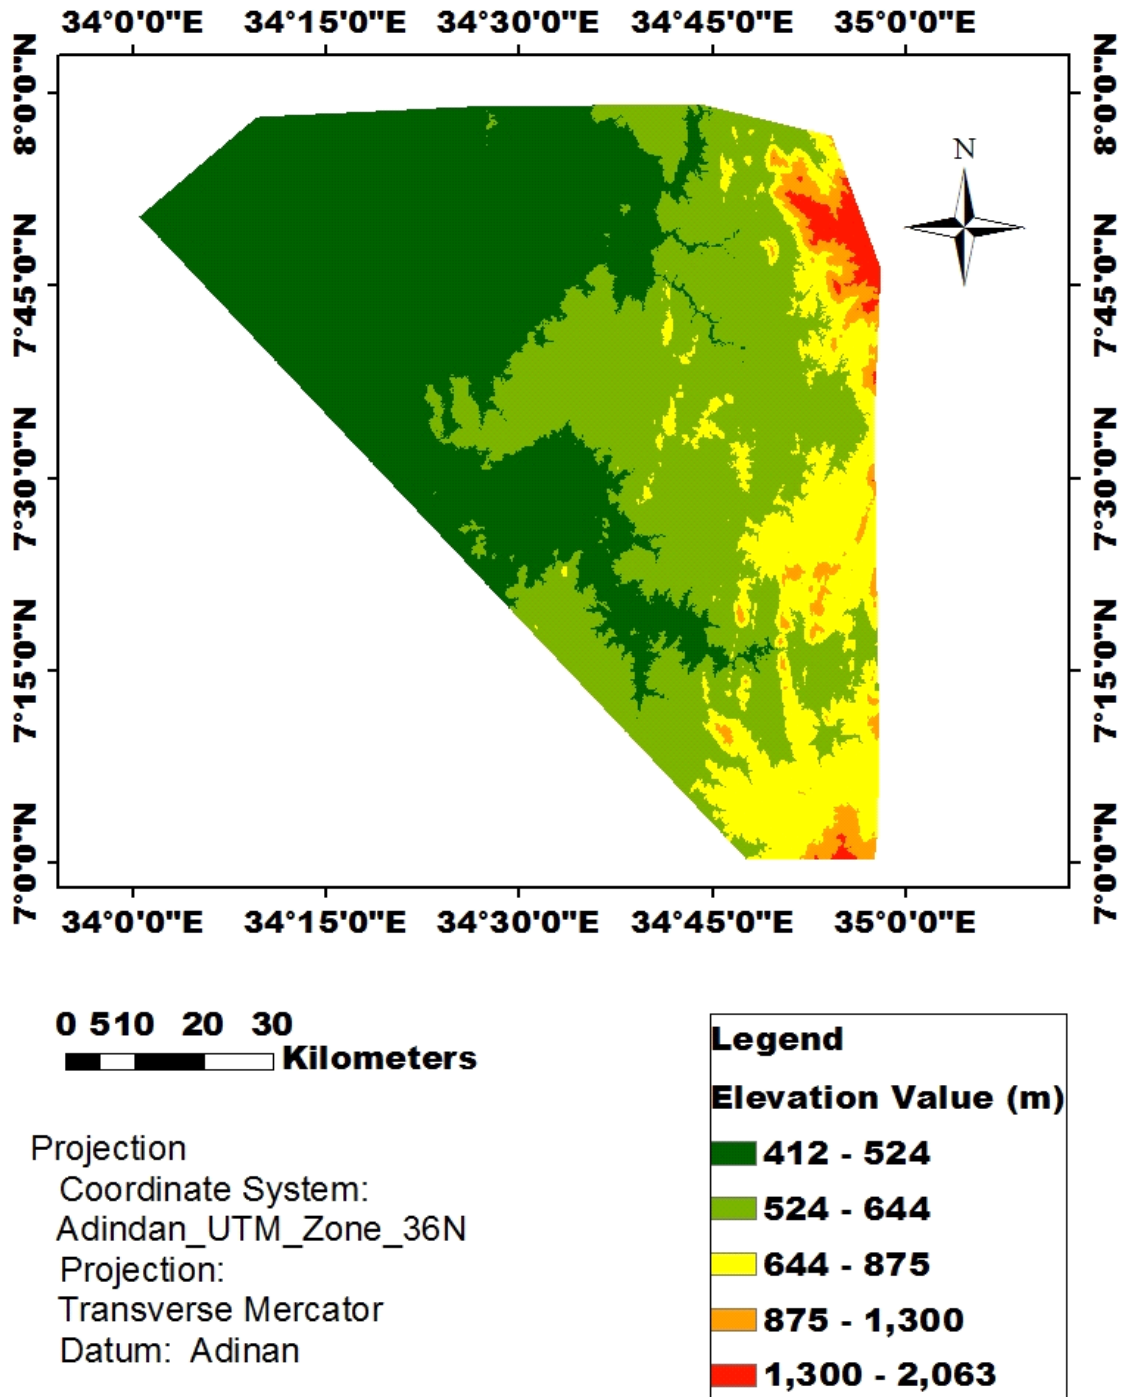 34°0'0"E 34°15'0"E 34°30'0"E 34°45'0"E 35°0'0"E
8°0'0"N 8°0'0"N
N
7°45'0"N 7°45'0"N
7°30'0"N 7°30'0"N
7°15'0"N 7°15'0"N
7°0'0"N 7°0'0"N
34°0'0"E 34°15'0"E 34°30'0"E 34°45'0"E 35°0'0"E
0 5 10 20 30
Kilometers
Projection
Coordinate System:
Adindan_UTM_Zone_36N
Projection:
Transverse Mercator
Datum: Adinan
Legend
Elevation Value (m)
412 - 524
524 - 644
644 - 875
875 - 1,300
1,300 - 2,063